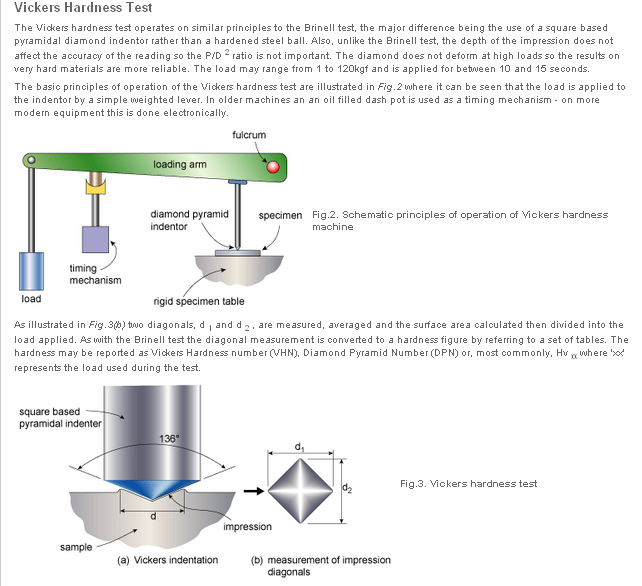 Vickers Hardness Test
The Vickers hardness test operates on similar principles to the Brinell test, the major difference being the use of a square based
pyramidal diamond indentor rather than a hardened steel ball. Also, unlike the Brinell test, the depth of the impression does not
affect the accuracy of the reading so the P/D 2 ratio is not important. The diamond does not deform at high loads so the results on
very hard materials are more reliable. The load may range from 1 to 120kgf and is applied for between 10 and 15 seconds.
The basic principles of operation of the Vickers hardness test are illustrated in Fig.2 where it can be seen that the load is applied to
the indentor by a simple weighted lever. In older machines an an oil filled dash pot is used as a timing mechanism - on more
modern equipment this is done electronically.
fulcrum
loading arm
diamond pyramid
indentor
specimen
Fig.2. Schematic principles of operation of Vickers hardness
machine
timing
mechanism
load
rigid specimen table
As illustrated in Fig.3(b) two diagonals, d 1 and d 2 , are measured, averaged and the surface area calculated then divided into the
load applied. As with the Brinell test the diagonal measurement is converted to a hardness figure by referring to a set of tables. The
hardness may be reported as Vickers Hardness number (VHN), Diamond Pyramid Number (DPN) or, most commonly, Hv xx where 'xx'
represents the load used during the test.
square based
pyramidal indenter
136°
d1
d2
d
impression
sample
Fig.3. Vickers hardness test
(a) Vickers indentation
(b) measurement of impression
diagonals